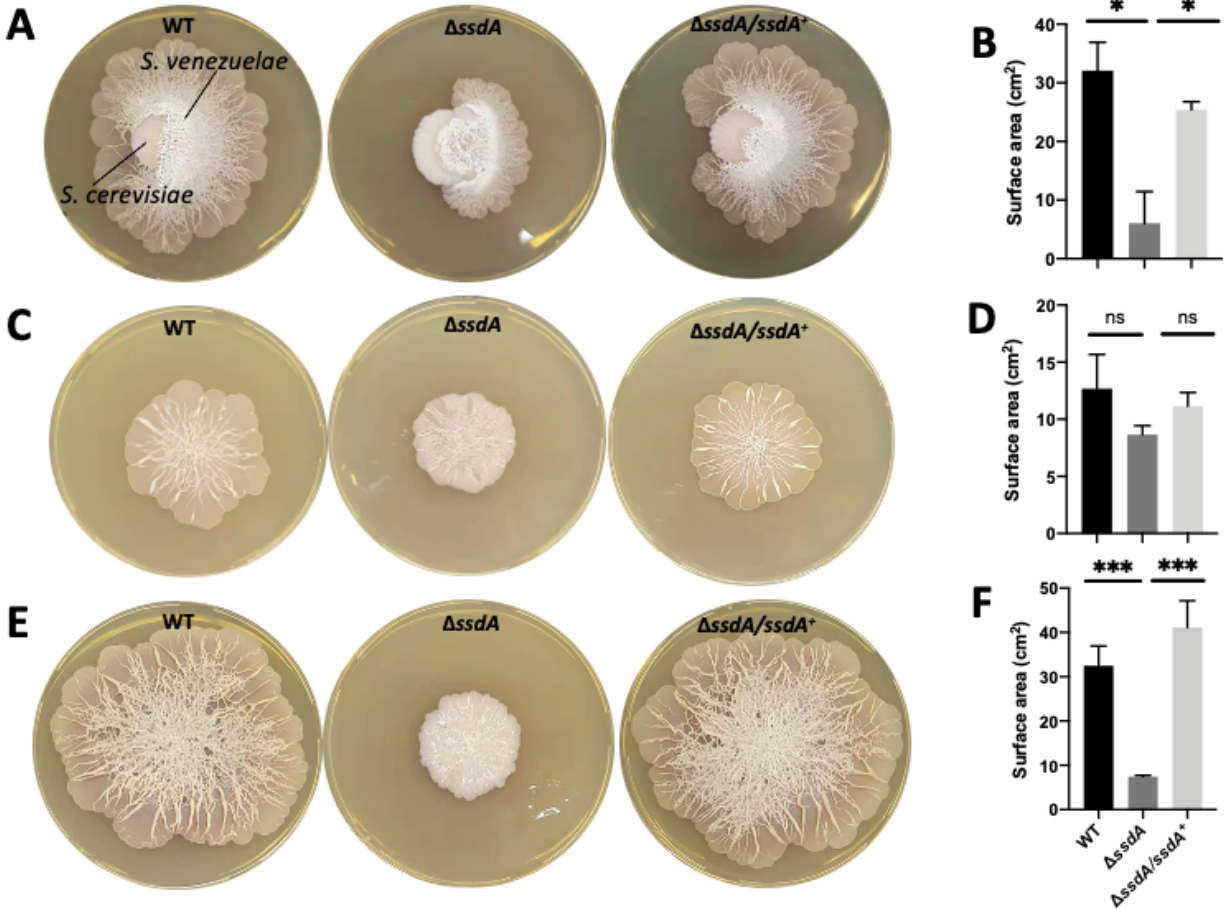 A
WT
ΔssdA
ΔssdA/ssdA⁺
S. venezuelae
S. cerevisiae
B
* *
40
30
20
10
0
Surface area (cm²)
C
WT
ΔssdA
ΔssdA/ssdA⁺
D
ns ns
20
15
10
5
0
Surface area (cm²)
E
WT
ΔssdA
ΔssdA/ssdA⁺
F
*** ***
50
40
30
20
10
0
Surface area (cm²)
WT
ΔssdA
ΔssdA/ssdA⁺